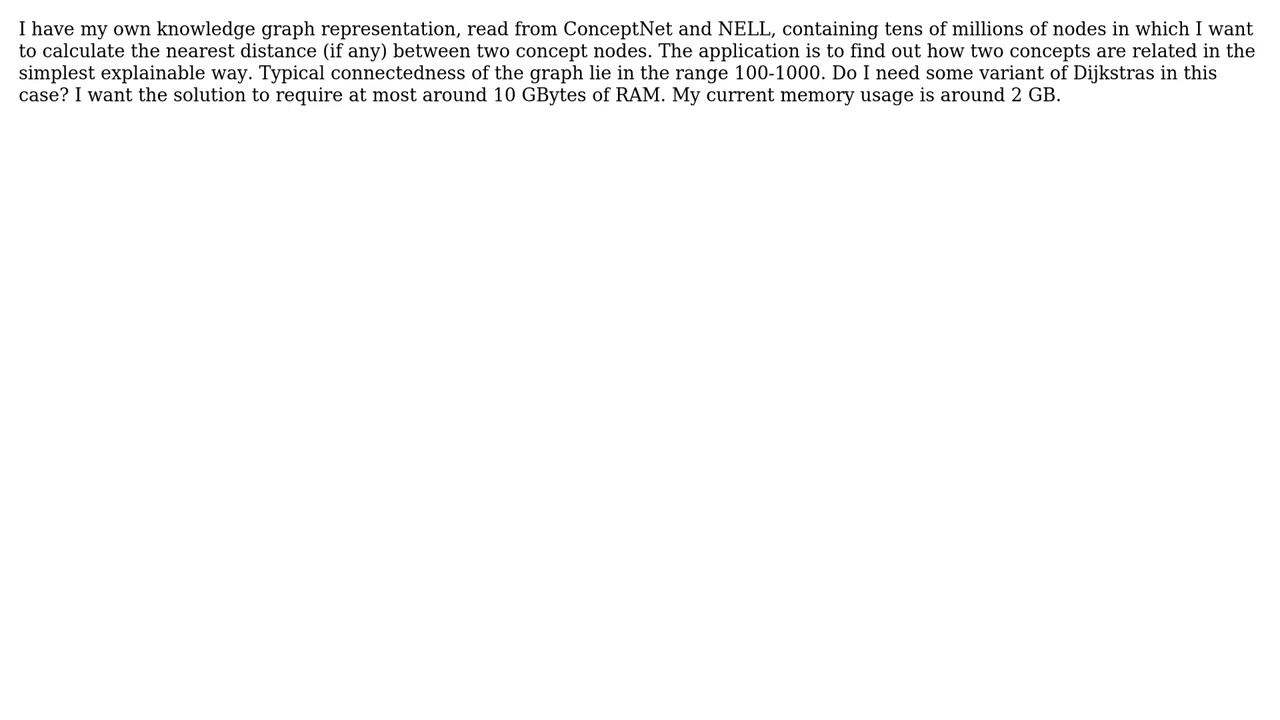 I have my own knowledge graph representation, read from ConceptNet and NELL, containing tens of millions of nodes in which I want
to calculate the nearest distance (if any) between two concept nodes. The application is to find out how two concepts are related in the
simplest explainable way. Typical connectedness of the graph lie in the range 100-1000. Do I need some variant of Dijkstras in this
case? I want the solution to require at most around 10 GBytes of RAM. My current memory usage is around 2 GB.